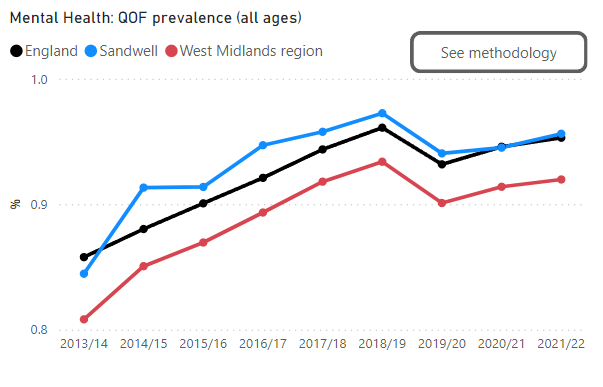 Mental Health: QOF prevalence (all ages)
England Sandwell West Midlands region
See methodology
1.0
%
0.9
0.8
2013/14 2014/15 2015/16 2016/17 2017/18 2018/19 2019/20 2020/21 2021/22